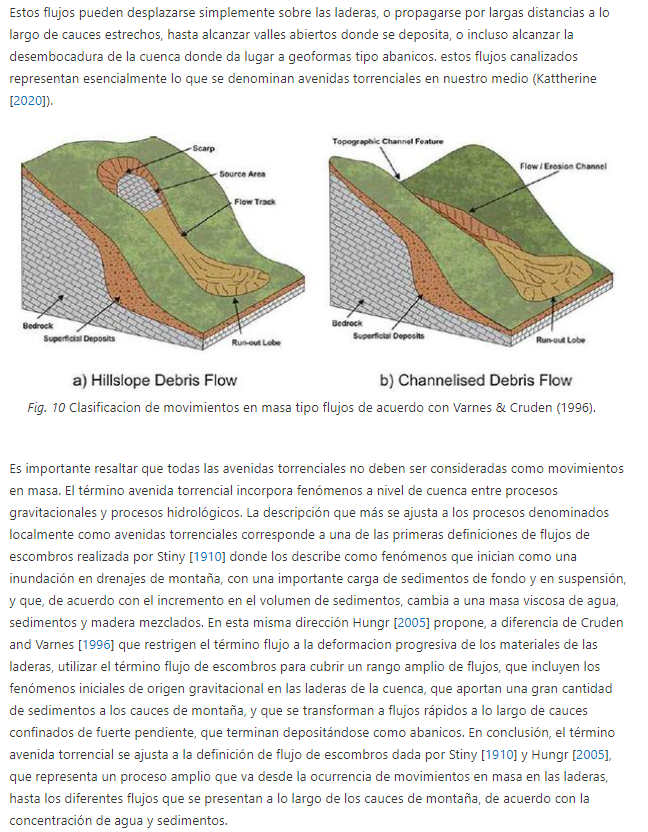 Estos flujos pueden desplazarse simplemente sobre las laderas, o propagarse por largas distancias a lo
largo de cauces estrechos, hasta alcanzar valles abiertos donde se deposita, o incluso alcanzar la
desembocadura de la cuenca donde da lugar a geoformas tipo abanicos. estos flujos canalizados
representan esencialmente lo que se denominan avenidas torrenciales en nuestro medio (Kattherine
[2020]).
Scarp
Source Area
Flow Track
Bedrock
Superficial Deposits
Run-out Lobe
a) Hillslope Debris Flow
Topographic Channel Feature
Flow / Erosion Channel
Bedrock
Superficial Deposits
Run-out Lobe
b) Channelised Debris Flow
Fig. 10 Clasificacion de movimientos en masa tipo flujos de acuerdo con Varnes & Cruden (1996).
Es importante resaltar que todas las avenidas torrenciales no deben ser consideradas como movimientos
en masa. El término avenida torrencial incorpora fenómenos a nivel de cuenca entre procesos
gravitacionales y procesos hidrológicos. La descripción que más se ajusta a los procesos denominados
localmente como avenidas torrenciales corresponde a una de las primeras definiciones de flujos de
escombros realizada por Stiny [1910] donde los describe como fenómenos que inician como una
inundación en drenajes de montaña, con una importante carga de sedimentos de fondo y en suspensión,
y que, de acuerdo con el incremento en el volumen de sedimentos, cambia a una masa viscosa de agua,
sedimentos y madera mezclados. En esta misma dirección Hungr [2005] propone, a diferencia de Cruden
and Varnes [1996] que restrigen el término flujo a la deformacion progresiva de los materiales de las
laderas, utilizar el término flujo de escombros para cubrir un rango amplio de flujos, que incluyen los
fenómenos iniciales de origen gravitacional en las laderas de la cuenca, que aportan una gran cantidad
de sedimentos a los cauces de montaña, y que se transforman a flujos rápidos a lo largo de cauces
confinados de fuerte pendiente, que terminan depositándose como abanicos. En conclusión, el término
avenida torrencial se ajusta a la definición de flujo de escombros dada por Stiny [1910] y Hungr [2005],
que representa un proceso amplio que va desde la ocurrencia de movimientos en masa en las laderas,
hasta los diferentes flujos que se presentan a lo largo de los cauces de montaña, de acuerdo con la
concentración de agua y sedimentos.